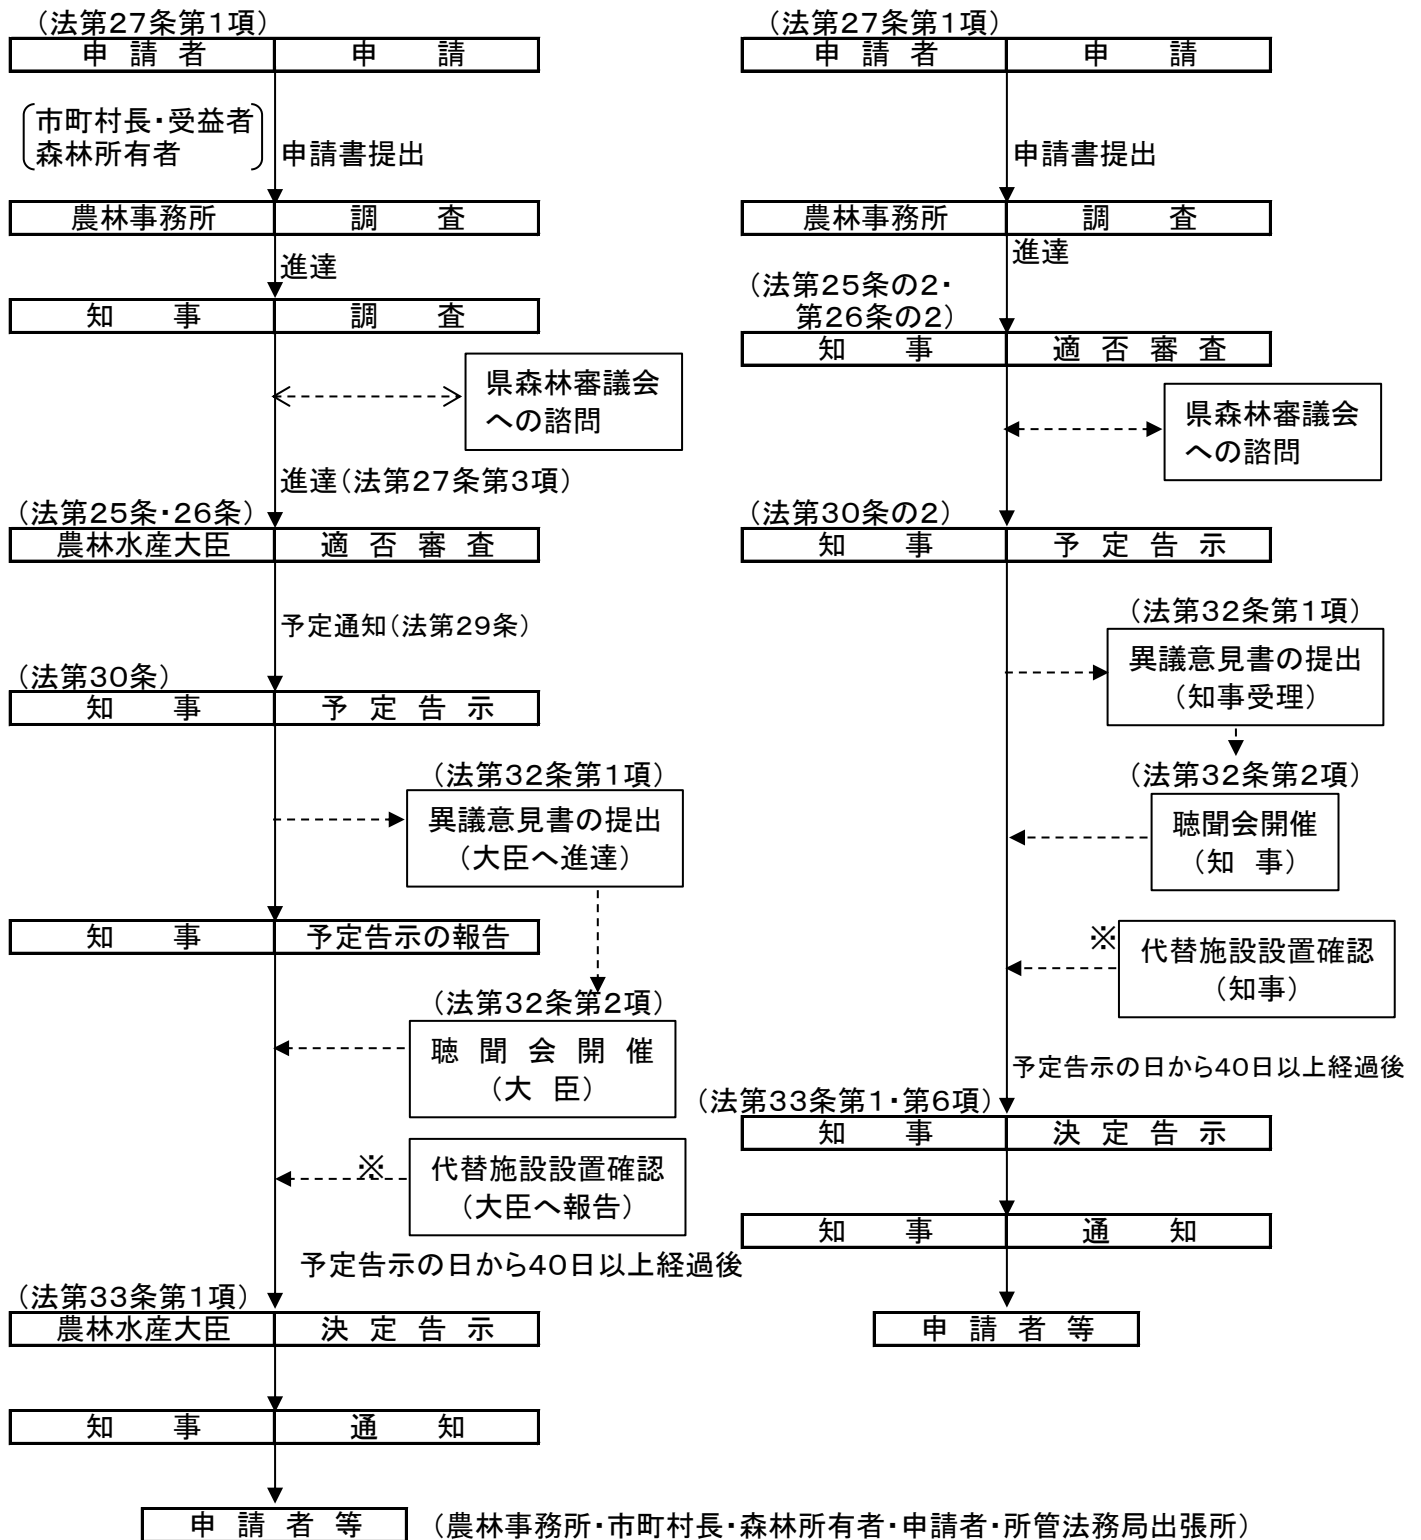 (法第27条第1項)
申請者 申請
市町村長・受益者
森林所有者
申請書提出
農林事務所 調査
進達
知事 調査
県森林審議会
への諮問
進達(法第27条第3項)
(法第25条・26条)
農林水産大臣 適否審査
予定通知(法第29条)
(法第30条)
知事 予定告示
(法第32条第1項)
異議意見書の提出
(大臣へ進達)
知事 予定告示の報告
(法第32条第2項)
聴聞会開催
(大臣)
※
代替施設設置確認
(大臣へ報告)
予定告示の日から40日以上経過後
(法第33条第1項)
農林水産大臣 決定告示
知事 通知
申請者等 (農林事務所・市町村長・森林所有者・申請者・所管法務局出張所)
(法第27条第1項)
申請者 申請
申請書提出
農林事務所 調査
進達
(法第25条の2・
第26条の2)
知事 適否審査
県森林審議会
への諮問
(法第30条の2)
知事 予定告示
(法第32条第1項)
異議意見書の提出
(知事受理)
(法第32条第2項)
聴聞会開催
(知事)
※
代替施設設置確認
(知事)
予定告示の日から40日以上経過後
(法第33条第1・第6項)
知事 決定告示
知事 通知
申請者等